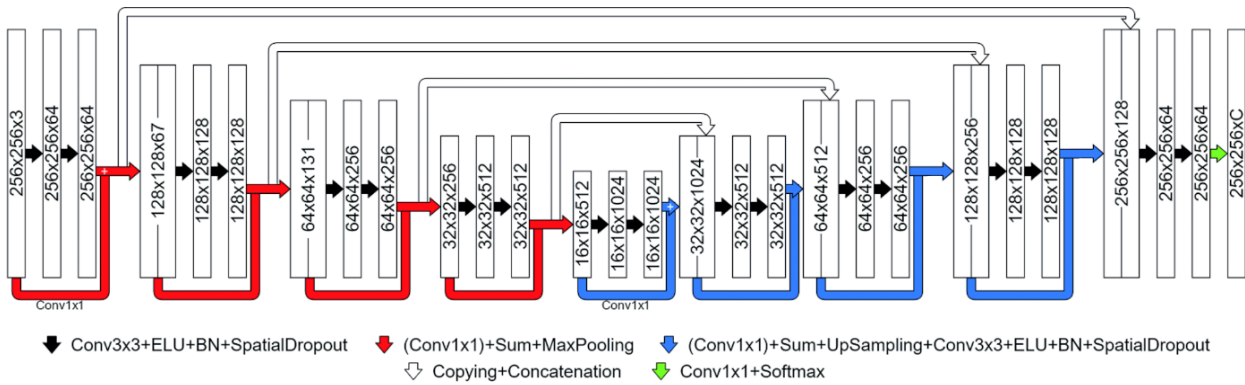 256x256x3
256x256x64
256x256x64
128x128x67
128x128x128
128x128x128
64x64x131
64x64x256
64x64x256
32x32x256
32x32x512
32x32x512
16x16x512
16x16x1024
16x16x1024
32x32x1024
32x32x512
32x32x512
64x64x512
64x64x256
64x64x256
128x128x256
128x128x128
128x128x128
256x256x128
256x256x64
256x256x64
256x256xC
+
+
Conv1x1
Conv1x1
Conv3x3+ELU+BN+SpatialDropout
(Conv1x1)+Sum+MaxPooling
(Conv1x1)+Sum+UpSampling+Conv3x3+ELU+BN+SpatialDropout
Copying+Concatenation
Conv1x1+Softmax